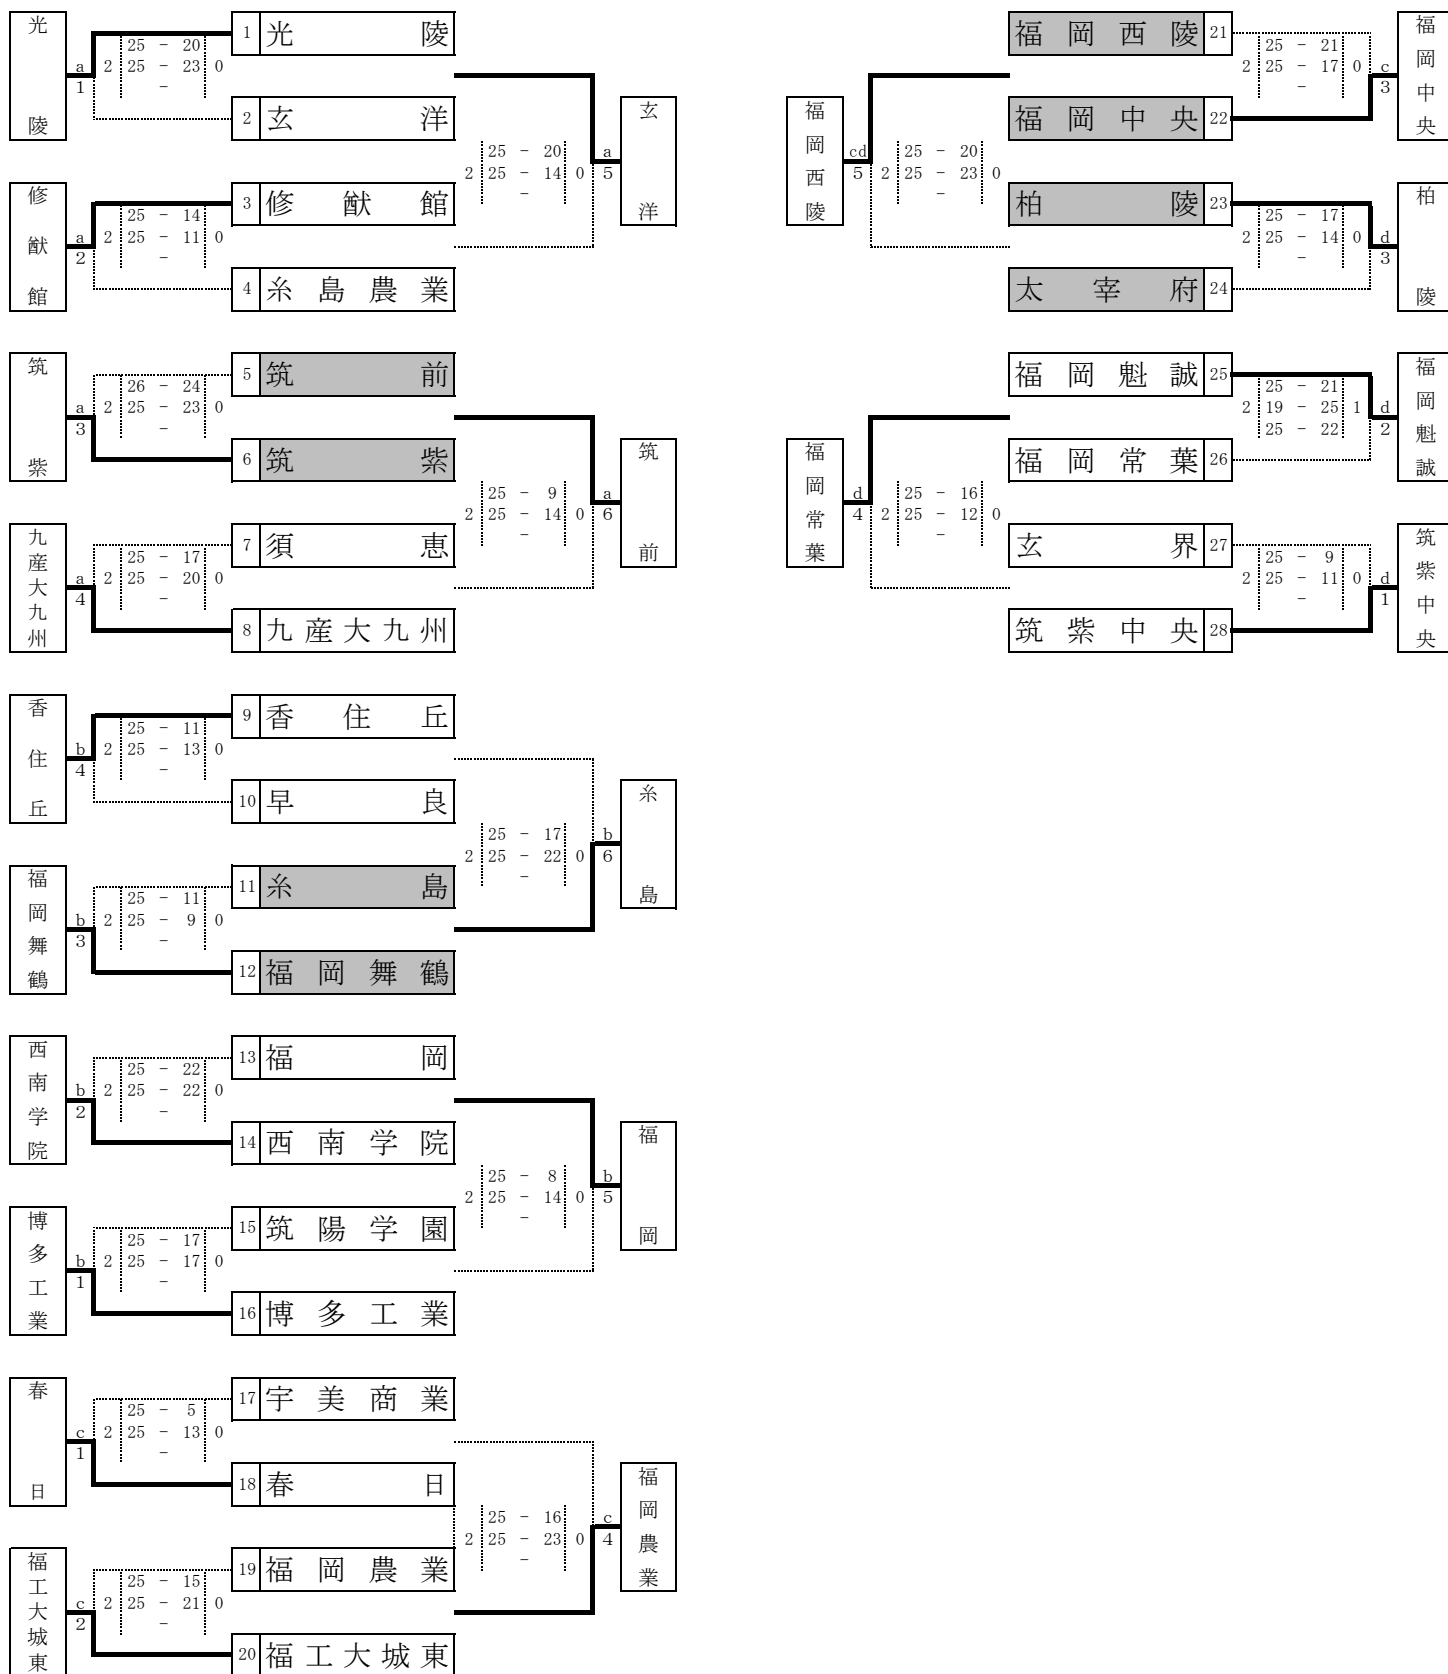 光陵
a
1
25 - 20
2 25 - 23 0
-
1 光陵
2 玄洋
修猷館
a
2
25 - 14
2 25 - 11 0
-
3 修猷館
4 糸島農業
25 - 20
2 25 - 14 0
-
a
5
玄洋
筑紫
a
3
26 - 24
2 25 - 23 0
-
5 筑前
6 筑紫
九産大九州
a
4
25 - 17
2 25 - 20 0
-
7 須恵
8 九産大九州
25 - 9
2 25 - 14 0
-
a
6
筑前
香住丘
b
4
25 - 11
2 25 - 13 0
-
9 香住丘
10 早良
福岡舞鶴
b
3
25 - 11
2 25 - 9 0
-
11 糸島
12 福岡舞鶴
25 - 17
2 25 - 22 0
-
b
6
糸島
西南学院
b
2
25 - 22
2 25 - 22 0
-
13 福岡
14 西南学院
博多工業
b
1
25 - 17
2 25 - 17 0
-
15 筑陽学園
16 博多工業
25 - 8
2 25 - 14 0
-
b
5
福岡
春日
c
1
25 - 5
2 25 - 13 0
-
17 宇美商業
18 春日
福工大城東
c
2
25 - 15
2 25 - 21 0
-
19 福岡農業
20 福工大城東
25 - 16
2 25 - 23 0
-
c
4
福岡農業
福岡西陵
cd
5
25 - 20
2 25 - 23 0
-
福岡西陵 21
福岡中央 22
25 - 21
2 25 - 17 0
-
c
3
福岡中央
柏陵 23
太宰府 24
25 - 17
2 25 - 14 0
-
d
3
柏陵
福岡常葉
d
4
25 - 16
2 25 - 12 0
-
福岡魁誠 25
福岡常葉 26
25 - 21
2 19 - 25 1
25 - 22
d
2
福岡魁誠
玄界 27
筑紫中央 28
25 - 9
2 25 - 11 0
-
d
1
筑紫中央